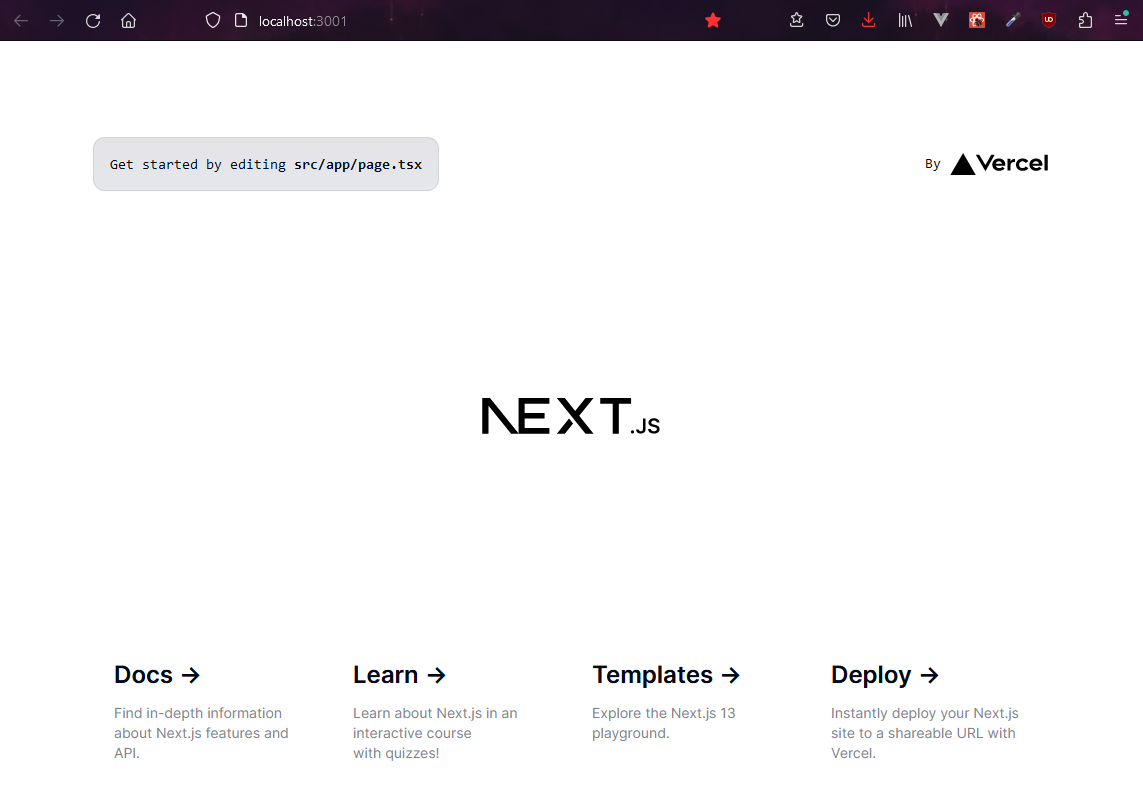 localhost:3001
Get started by editing src/app/page.tsx
By Vercel
NEXT.JS
Docs →
Find in-depth information
about Next.js features and
API.
Learn →
Learn about Next.js in an
interactive course
with quizzes!
Templates →
Explore the Next.js 13
playground.
Deploy →
Instantly deploy your Next.js
site to a shareable URL with
Vercel.